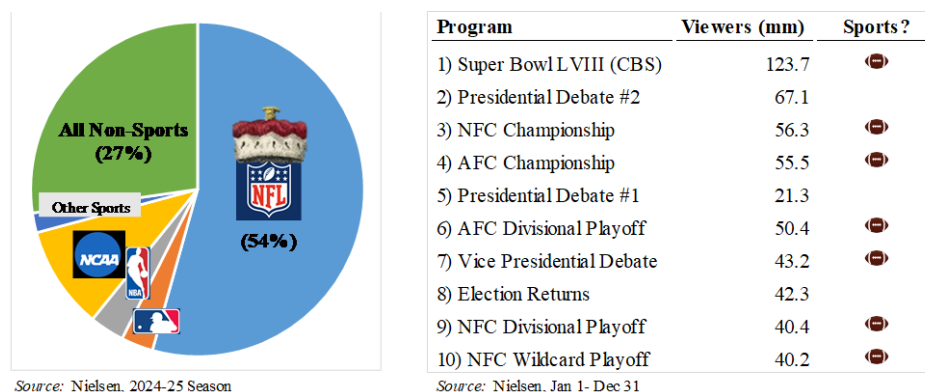 All Non-Sports
(27%)
Other Sports
NCAA
NBA
NFL
(54%)
Source: Nielsen, 2024-25 Season
Program Viewers (mm) Sports?
1) Super Bowl LVIII (CBS) 123.7
2) Presidential Debate #2 67.1
3) NFC Championship 56.3
4) AFC Championship 55.5
5) Presidential Debate #1 21.3
6) AFC Divisional Playoff 50.4
7) Vice Presidential Debate 43.2
8) Election Returns 42.3
9) NFC Divisional Playoff 40.4
10) NFC Wildcard Playoff 40.2
Source: Nielsen, Jan 1- Dec 31